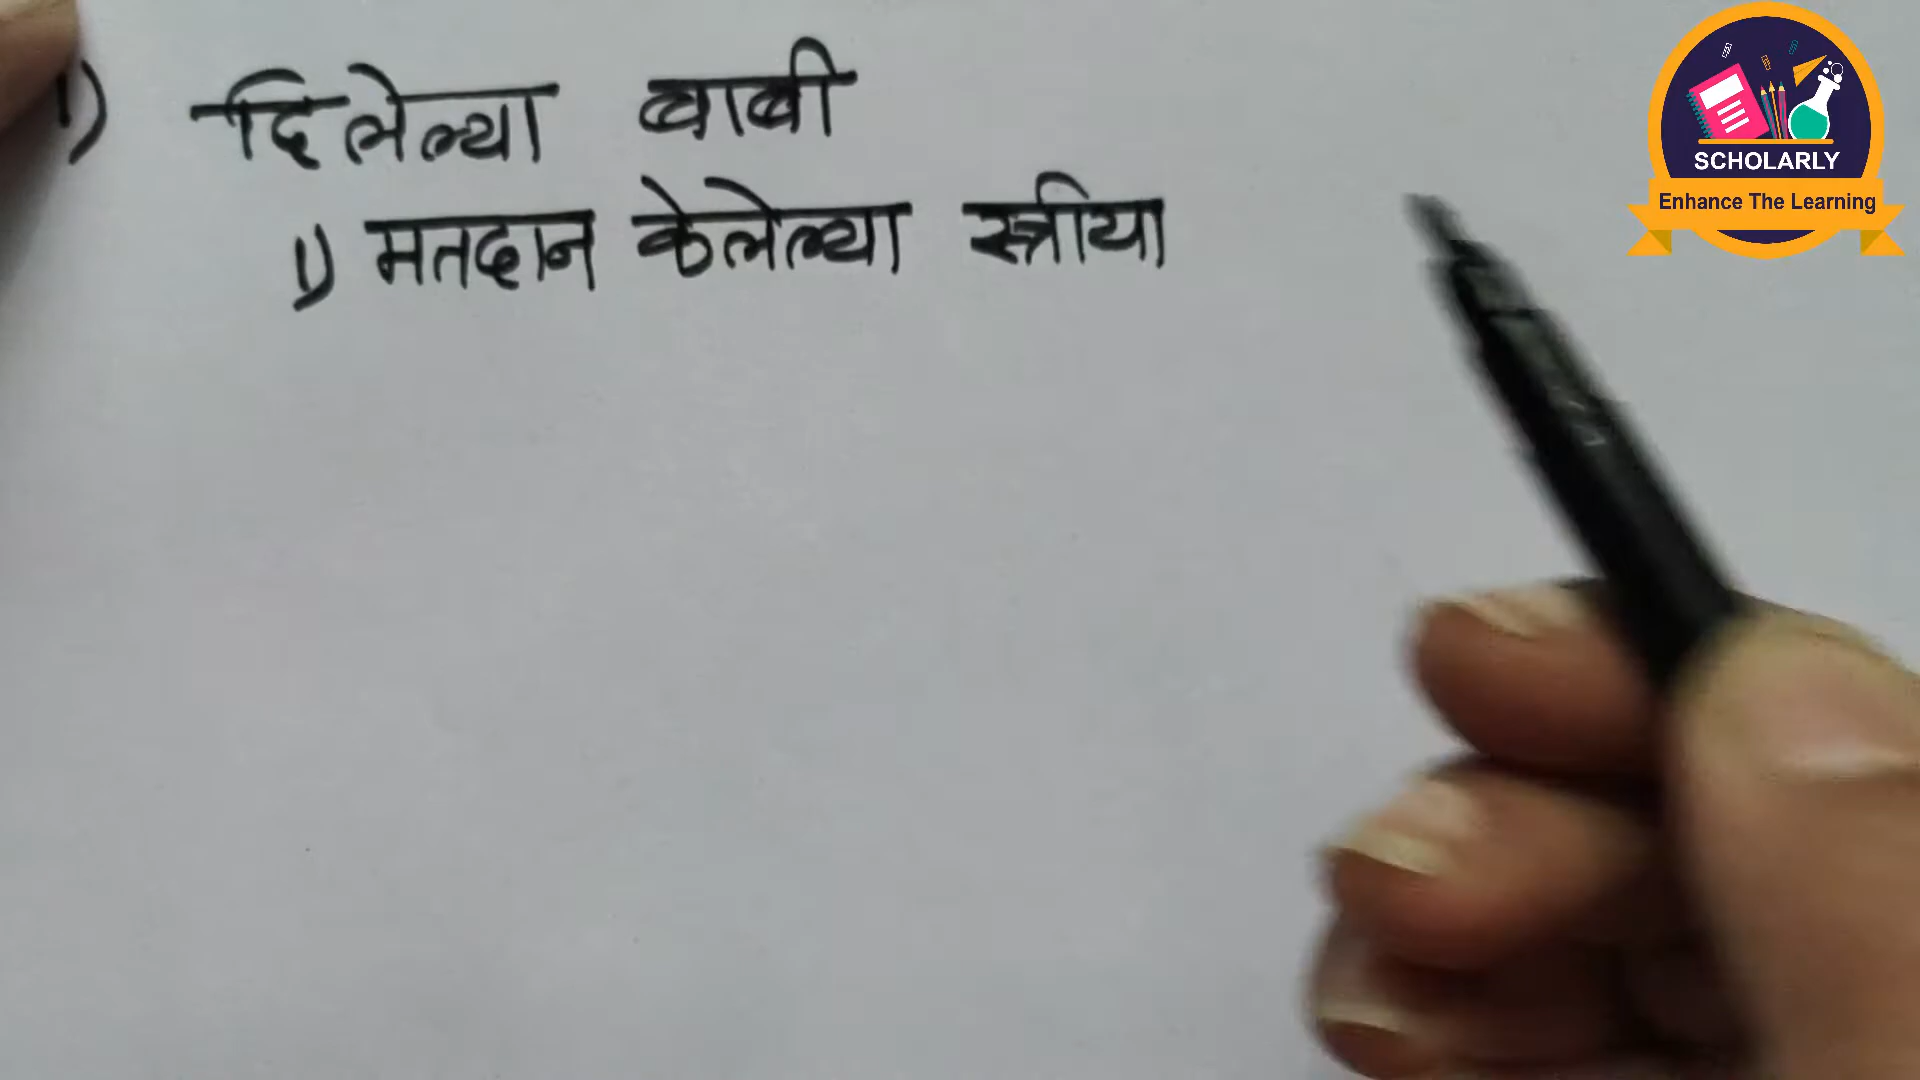 1) दिलेल्या बाबी
1) मतदान केलेल्या स्त्रीया
SCHOLARLY
Enhance The Learning